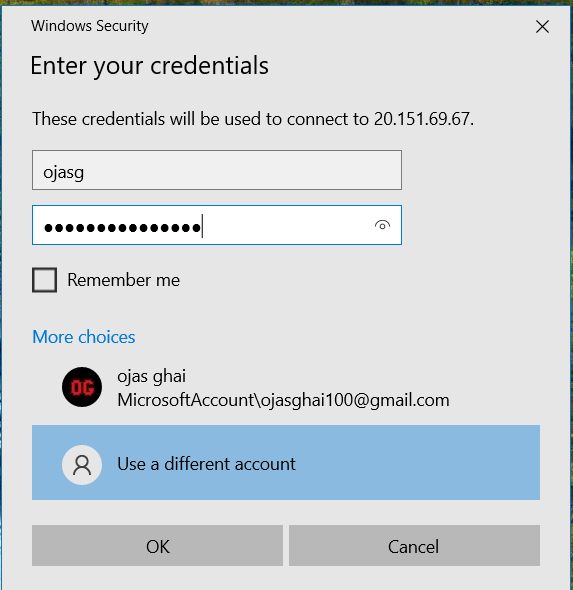 Windows Security
Enter your credentials
These credentials will be used to connect to 20.151.69.67.
ojasg
●●●●●●●●●●●●●●●
Remember me
More choices
OG
ojas ghai
MicrosoftAccount\ojasghai100@gmail.com
Use a different account
OK
Cancel